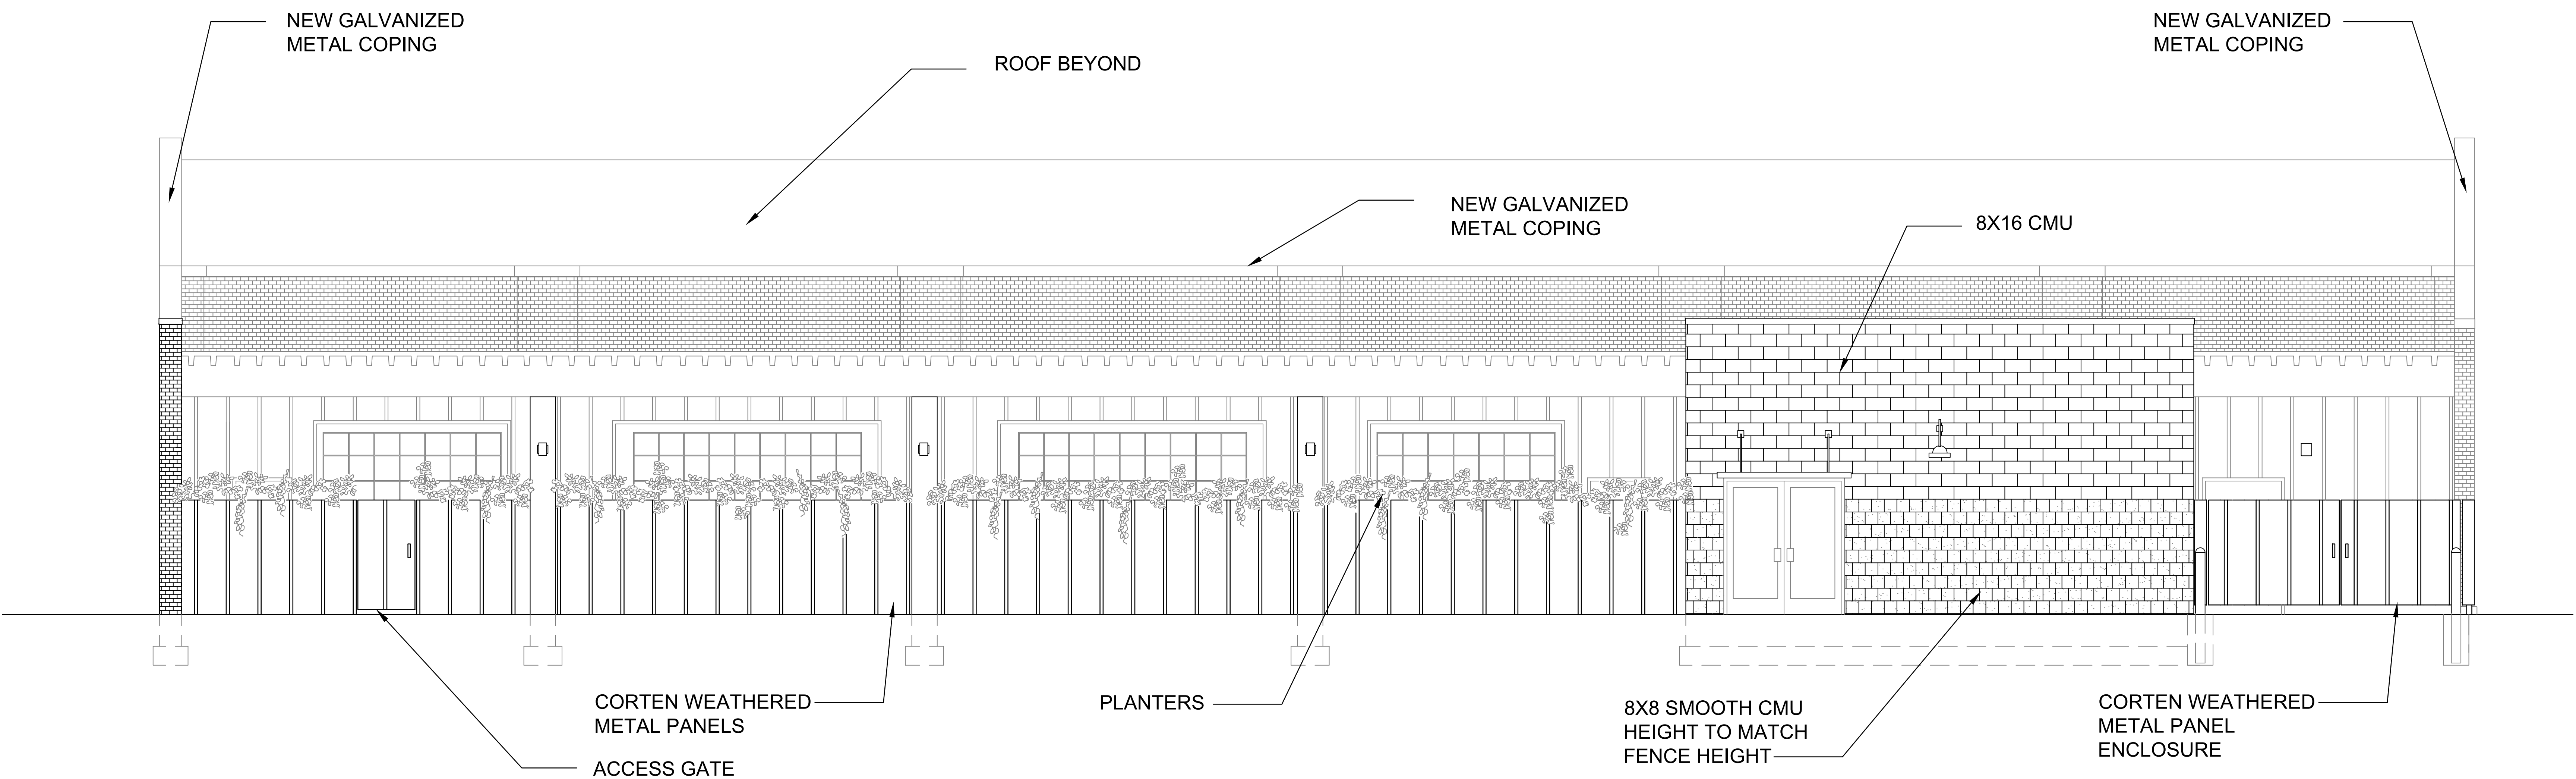 NEW GALVANIZED
METAL COPING
NEW GALVANIZED
METAL COPING
ROOF BEYOND
NEW GALVANIZED
METAL COPING
8X16 CMU
CORTEN WEATHERED
METAL PANELS
ACCESS GATE
PLANTERS
8X8 SMOOTH CMU
HEIGHT TO MATCH
FENCE HEIGHT
CORTEN WEATHERED
METAL PANEL
ENCLOSURE